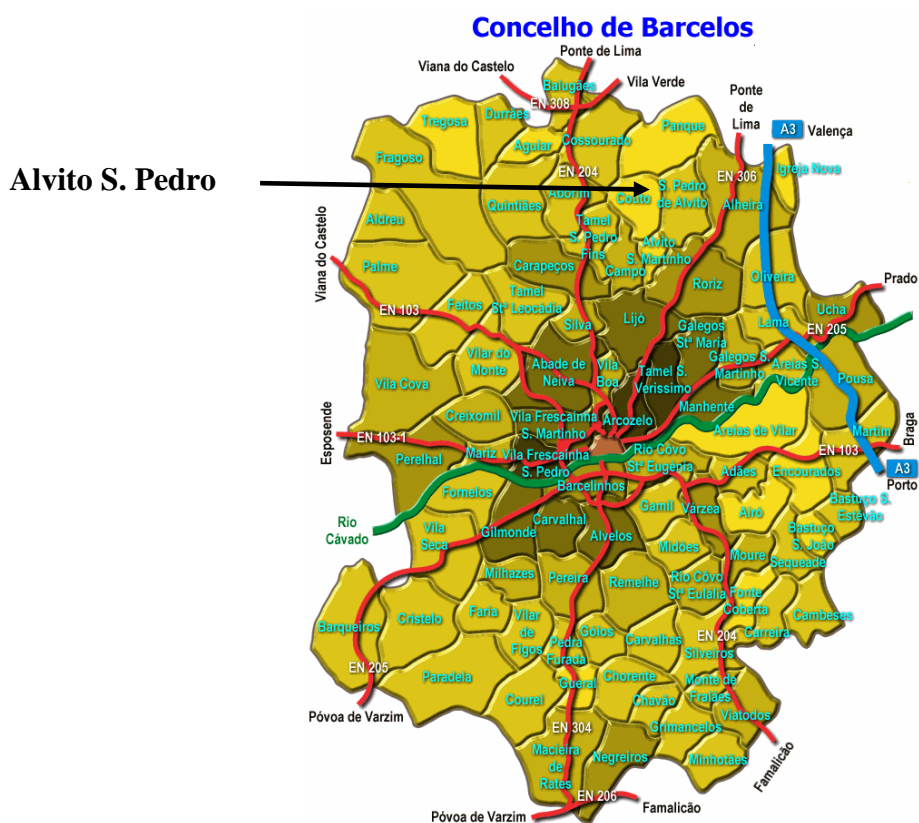 Concelho de Barcelos
Ponte de Lima
Viana do Castelo
Vila Verde
Balugães
Ponte
de
Lima
EN 308
Durrães
Tregosa
Panque
A3
Valença
Aguiar
Cossourado
Fragoso
Igreja Nova
EN 204
EN 306
Alvito S. Pedro
Aborim
Couto
S. Pedro
de Alvito
Quintiães
Alheira
Aldreu
Tamel
S. Pedro
Fins
Viana do Castelo
Alvito
S. Martinho
Palme
Carapeços
Campo
Roriz
Oliveira
Prado
EN 103
Feitos
Tamel
Stª Leocádia
Silva
Lijó
Galegos
Stª Maria
Lama
Ucha
EN 205
Vilar do
Monte
Abade de
Neiva
Vila
Boa
Tamel S.
Verissimo
Galegos S.
Martinho
Areias S.
Vicente
Pousa
Vila Cova
Creixomil
Vila Frescainha
S. Martinho
Arcozelo
Manhente
Areias de Vilar
Martim
Braga
Esposende
EN 103-1
Perelhal
Mariz
Vila Frescainha
S. Pedro
Rio Côvo
Stª Eugènia
EN 103
Adães
Encourados
A3
Porto
Barcelinhos
Fornelos
Gamil
Varzea
Airó
Bastuço S.
Estêvão
Rio
Cávado
Vila
Seca
Gilmonde
Carvalhal
Alvelos
Midões
Moure
Bastuço
S. João
Sequeade
Milhazes
Pereira
Remelhe
Rio Côvo
Stª Eulália
Fonte
Coberta
Cambeses
Barqueiros
Cristelo
Faria
Vilar
de
Figos
Góios
Pedra
Furada
Carvalhas
EN 204
Silveiros
Carreira
EN 205
Paradela
Courel
Gueral
Chorente
Chavão
Monte de
Fralães
Viatodos
Póvoa de Varzim
EN 304
Grimancelos
Macieira
de
Rates
Negreiros
Minhotães
Famalicão
EN 206
Famalicão
Póvoa de Varzim